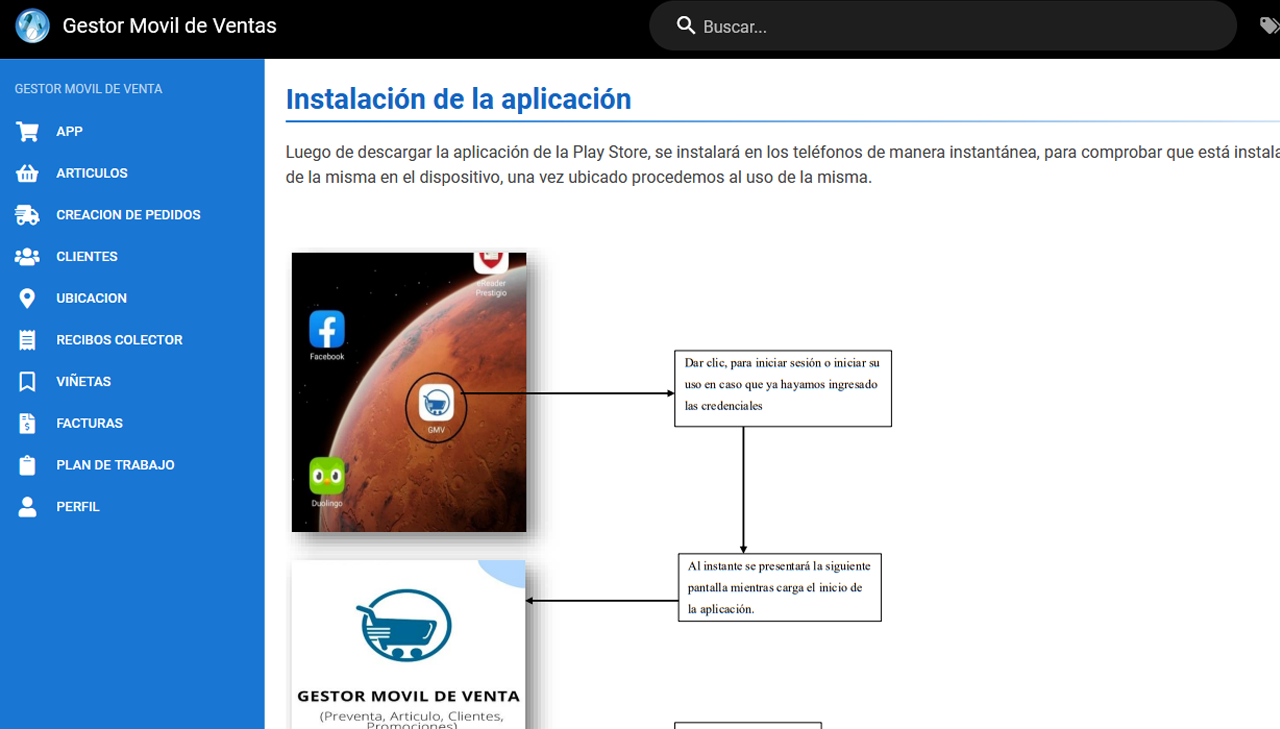 Gestor Movil de Ventas
Buscar...
GESTOR MOVIL DE VENTA
APP
ARTICULOS
CREACION DE PEDIDOS
CLIENTES
UBICACION
RECIBOS COLECTOR
VIÑETAS
FACTURAS
PLAN DE TRABAJO
PERFIL
Instalación de la aplicación
Luego de descargar la aplicación de la Play Store, se instalará en los teléfonos de manera instantánea, para comprobar que está instala
de la misma en el dispositivo, una vez ubicado procedemos al uso de la misma.
eReader
Prestigio
Facebook
GMV
Duolingo
Dar clic, para iniciar sesión o iniciar su
uso en caso que ya hayamos ingresado
las credenciales
Al instante se presentará la siguiente
pantalla mientras carga el inicio de
la aplicación.
GESTOR MOVIL DE VENTA
(Preventa, Articulo, Clientes,
Promociones)